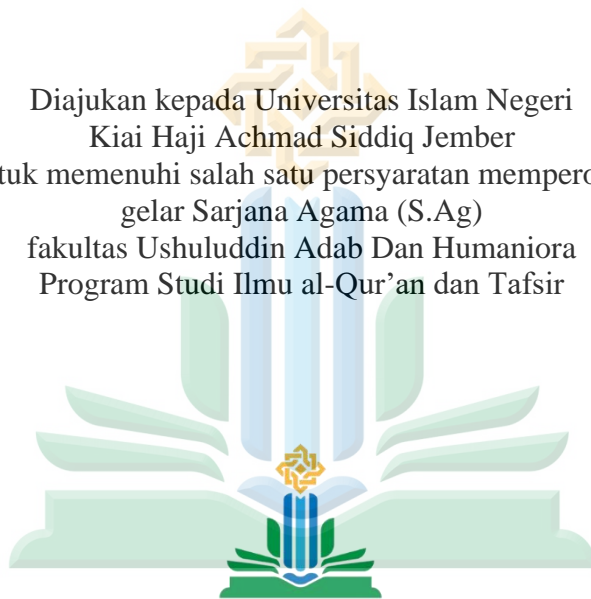 Diajukan kepada Universitas Islam Negeri
Kiai Haji Achmad Siddiq Jember
tuk memenuhi salah satu persyaratan mempero
gelar Sarjana Agama (S.Ag)
fakultas Ushuluddin Adab Dan Humaniora
Program Studi Ilmu al-Qur’an dan Tafsir